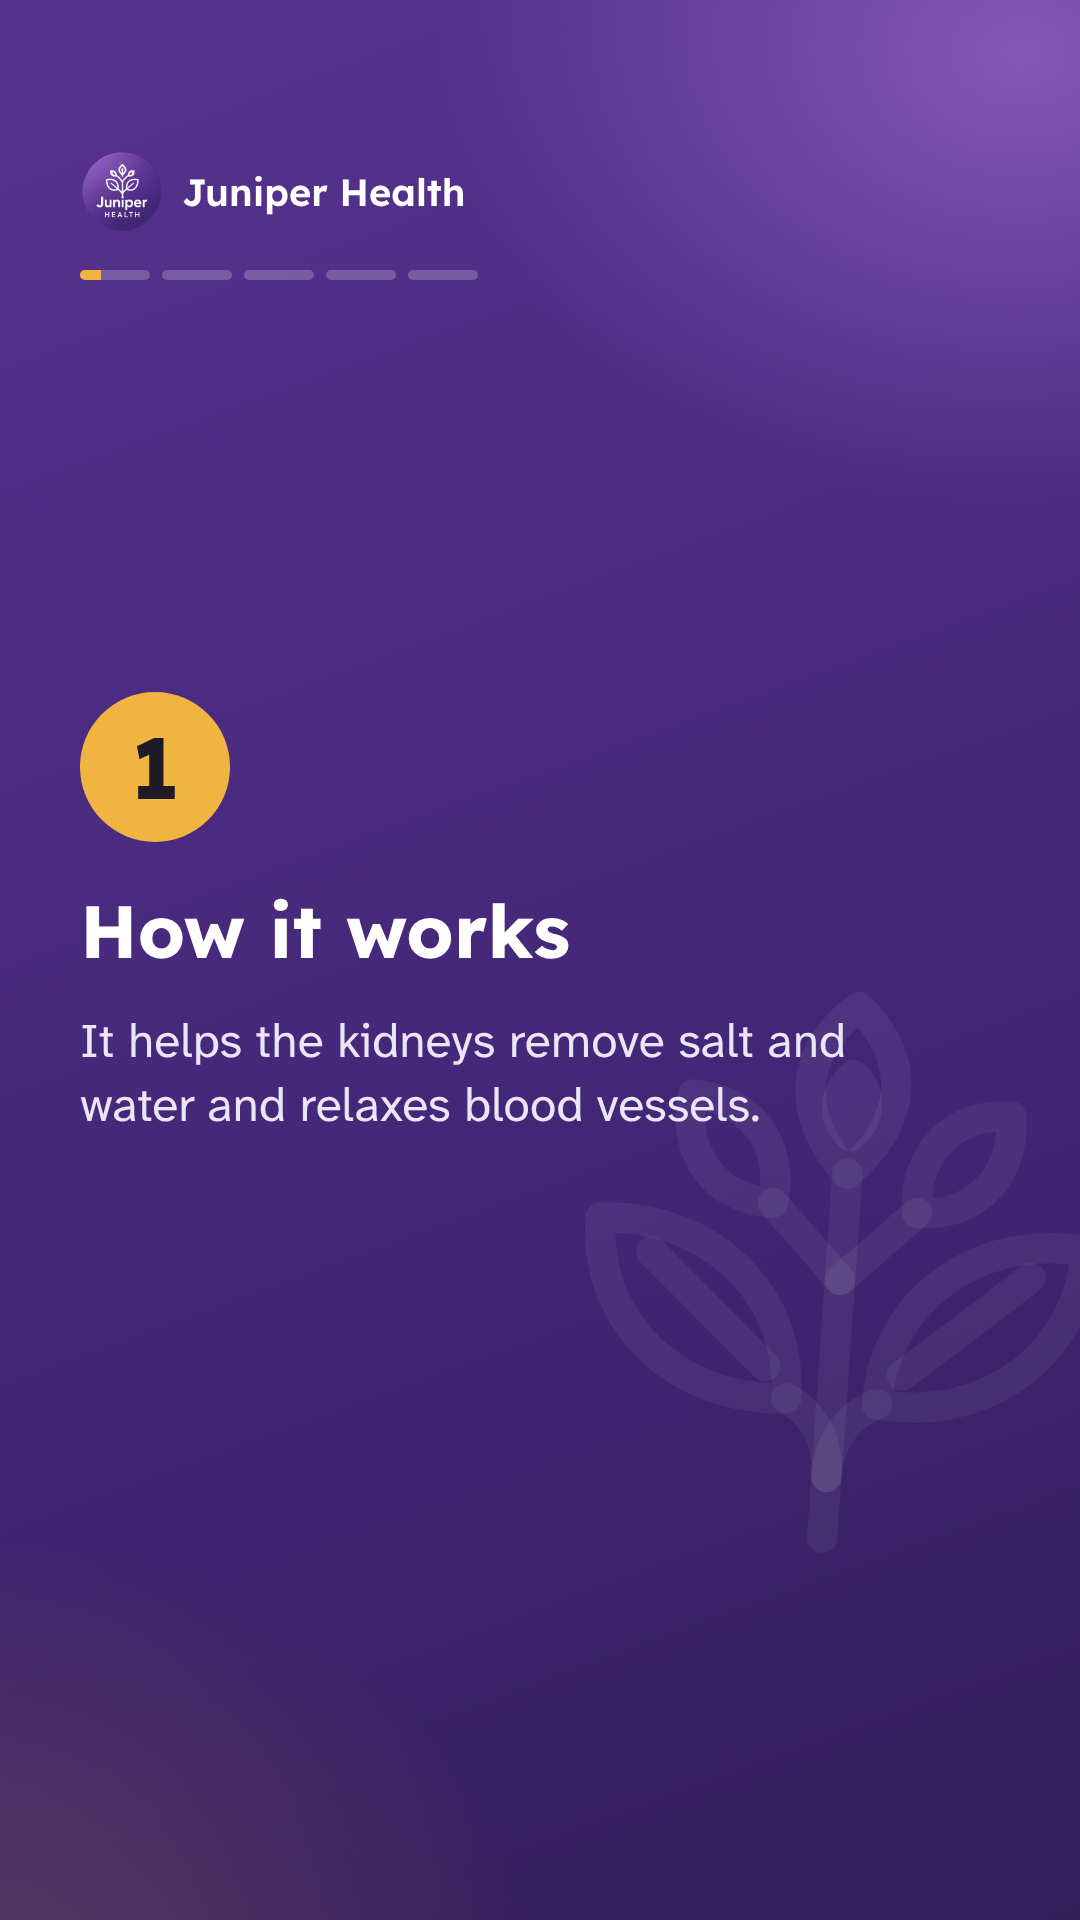 Juniper
HEALTH
Juniper Health
1
How it works
It helps the kidneys remove salt and
water and relaxes blood vessels.